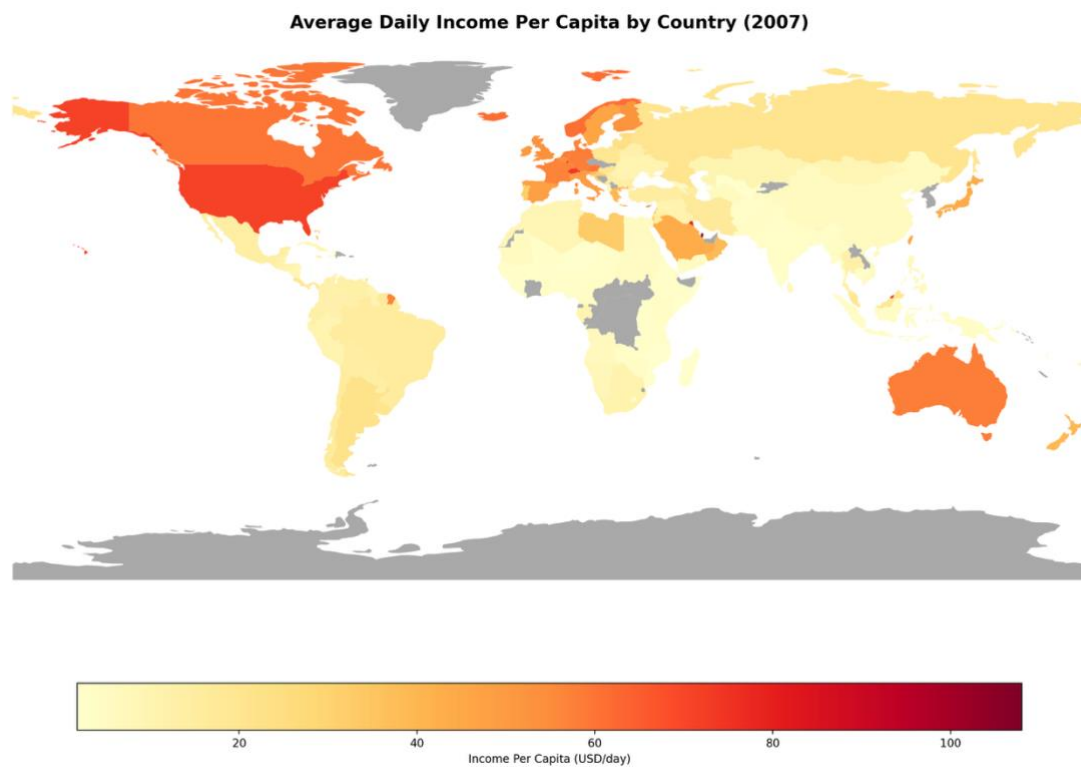 Average Daily Income Per Capita by Country (2007)
20 40 60 80 100
Income Per Capita (USD/day)